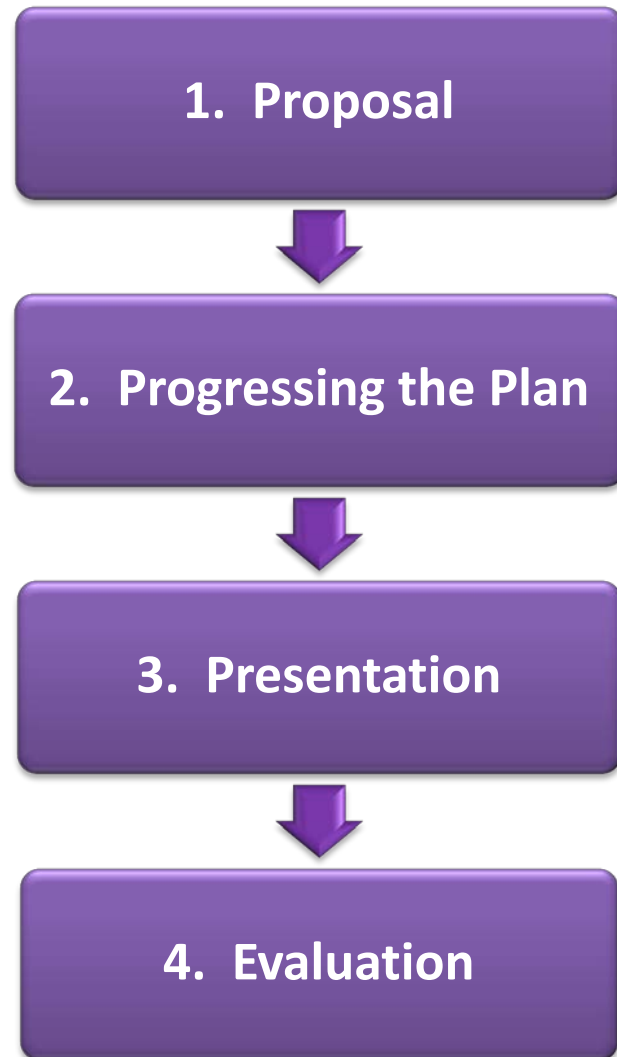 1. Proposal
2. Progressing the Plan
3. Presentation
4. Evaluation